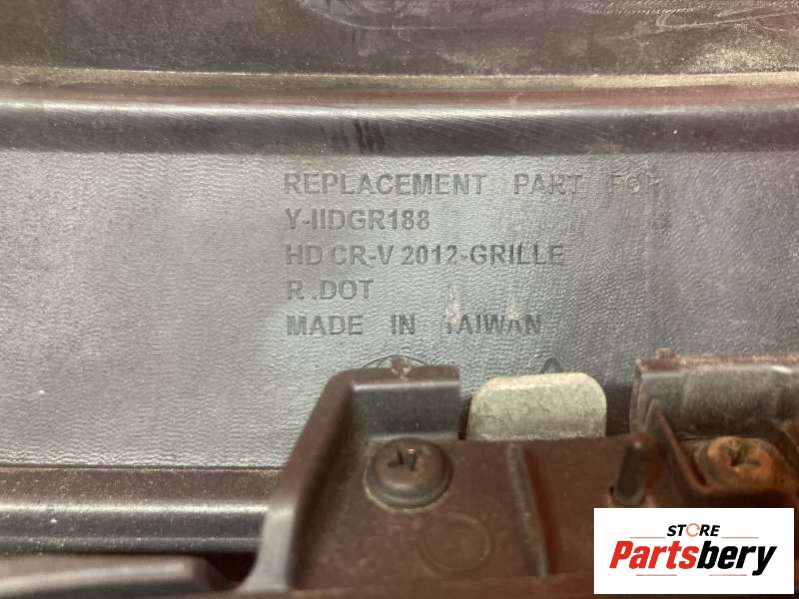 REPLACEMENT PART FOR
Y-IIDGR188
HD CR-V 2012-GRILLE
R.DOT
MADE IN TAIWAN
STORE
Partsbery